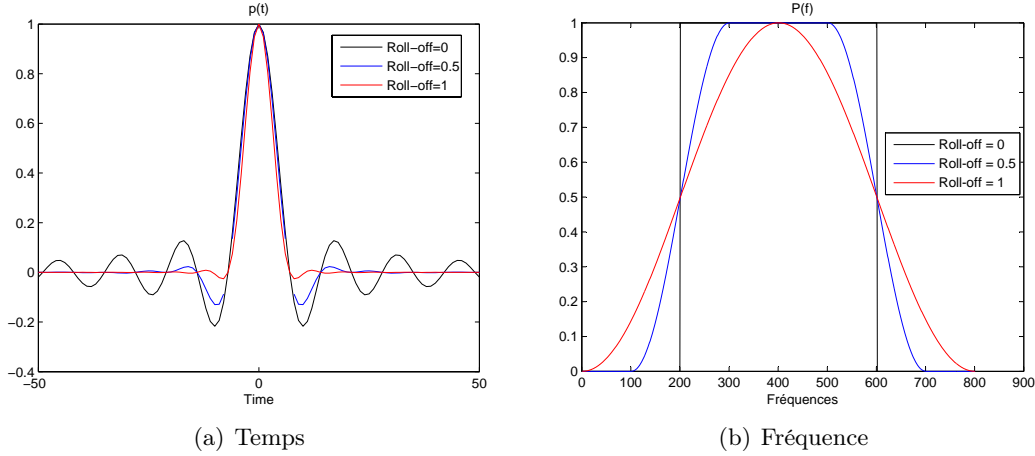 p(t)
1
0.8
0.6
0.4
0.2
0
−0.2
−0.4
−50
0
50
Time
Roll−off=0
Roll−off=0.5
Roll−off=1
(a) Temps
P(f)
1
0.9
0.8
0.7
0.6
0.5
0.4
0.3
0.2
0.1
0
0 100 200 300 400 500 600 700 800 900
Fréquences
Roll-off = 0
Roll-off = 0.5
Roll-off = 1
(b) Fréquence